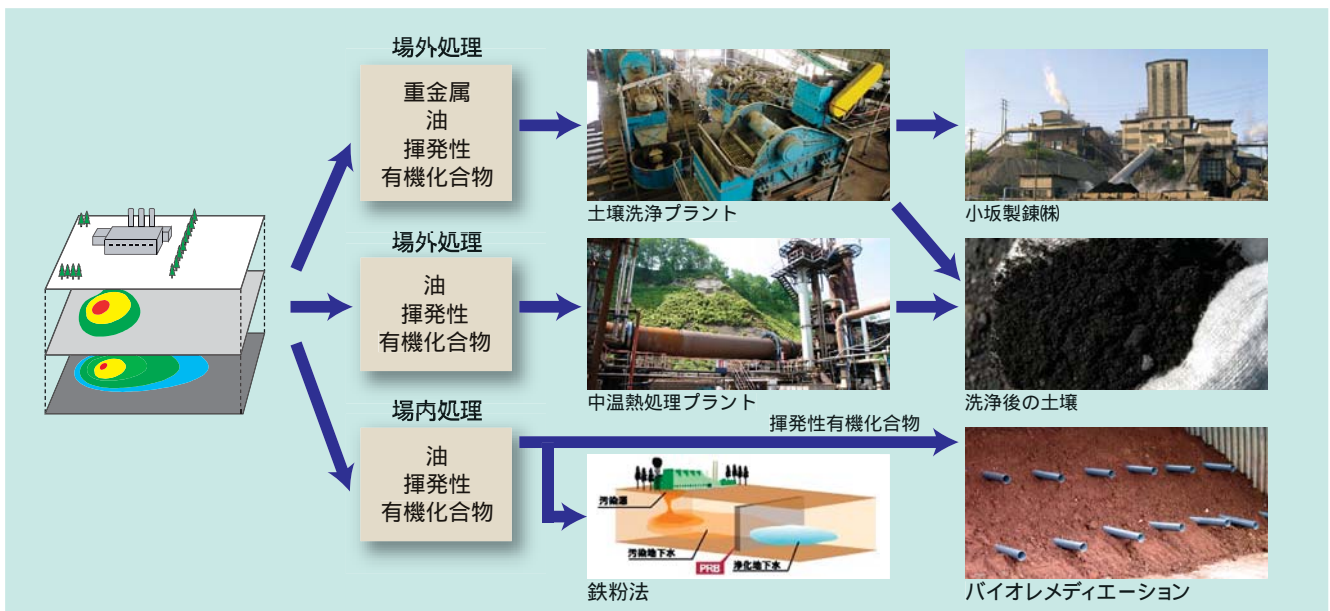 場外処理
重金属
油
揮発性
有機化合物
土壌洗浄プラント
小坂製錬㈱
場外処理
油
揮発性
有機化合物
中温熱処理プラント
洗浄後の土壌
場内処理
油
揮発性
有機化合物
揮発性有機化合物
汚染源
汚染地下水
PRB
浄化地下水
鉄粉法
バイオレメディエーション